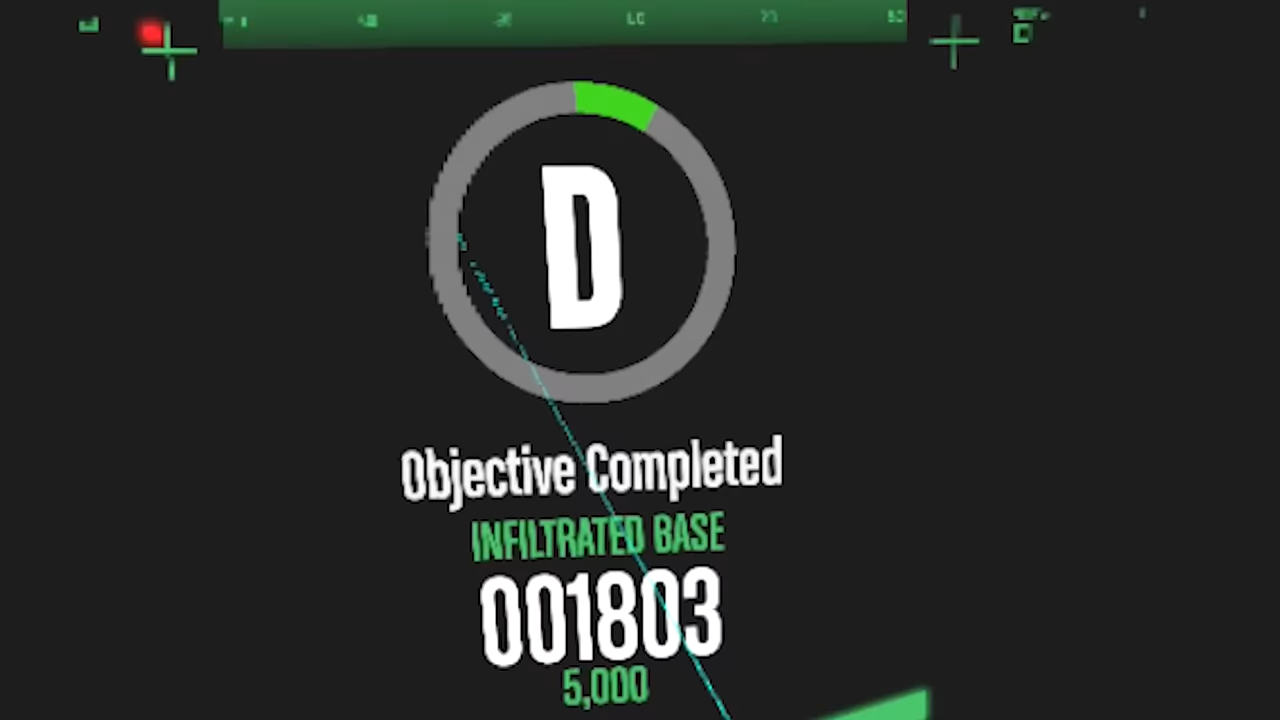 D
Objective Completed
INFILTRATED BASE
001803
5,000